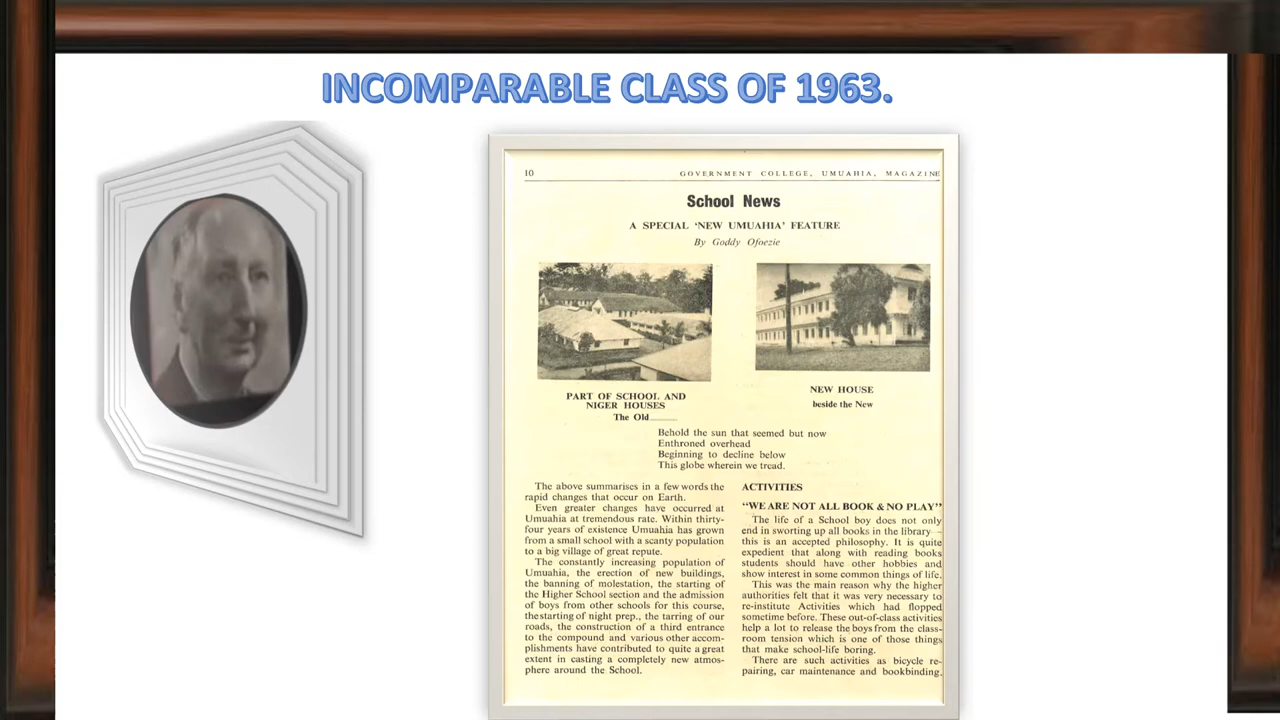 INCOMPARABLE CLASS OF 1963.
10 GOVERNMENT COLLEGE, UMUAHIA, MAGAZINE
School News
A SPECIAL ‘NEW UMUAHIA’ FEATURE
By Goddy Ofoezie
PART OF SCHOOL AND
NIGER HOUSES
The Old............
NEW HOUSE
beside the New
Behold the sun that seemed but now
Enthroned overhead
Beginning to decline below
This globe wherein we tread.
The above summarises in a few words the
rapid changes that occur on Earth.
Even greater changes have occurred at
Umuahia at tremendous rate. Within thirty-
four years of existence Umuahia has grown
from a small school with a scanty population
to a big village of great repute.
The constantly increasing population of
Umuahia, the erection of new buildings,
the banning of molestation, the starting of
the Higher School section and the admission
of boys from other schools for this course,
the starting of night prep., the tarring of our
roads, the construction of a third entrance
to the compound and various other accom-
plishments have contributed to quite a great
extent in casting a completely new atmos-
phere around the School.
ACTIVITIES
“WE ARE NOT ALL BOOK & NO PLAY”
The life of a School boy does not only
end in sworting up all books in the library—
this is an accepted philosophy. It is quite
expedient that along with reading books
students should have other hobbies and
show interest in some common things of life.
This was the main reason why the higher
authorities felt that it was very necessary to
re-institute Activities which had flopped
sometime before. These out-of-class activities
help a lot to release the boys from the class-
room tension which is one of those things
that make school-life boring.
There are such activities as bicycle re-
pairing, car maintenance and bookbinding.